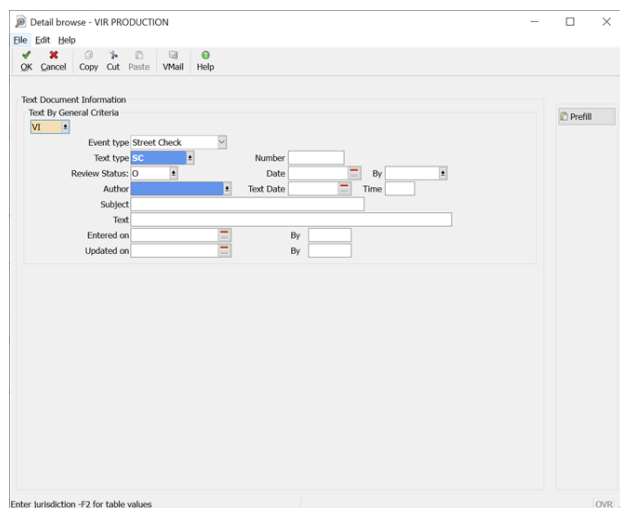 Detail browse - VIR PRODUCTION
File Edit Help
OK Cancel Copy Cut Paste VMail Help
Text Document Information
Text By General Criteria
Prefill
VI
Event type Street Check
Text type SC Number
Review Status: O Date By
Author Text Date Time
Subject
Text
Entered on By
Updated on By
Enter jurisdiction -F2 for table values OVR